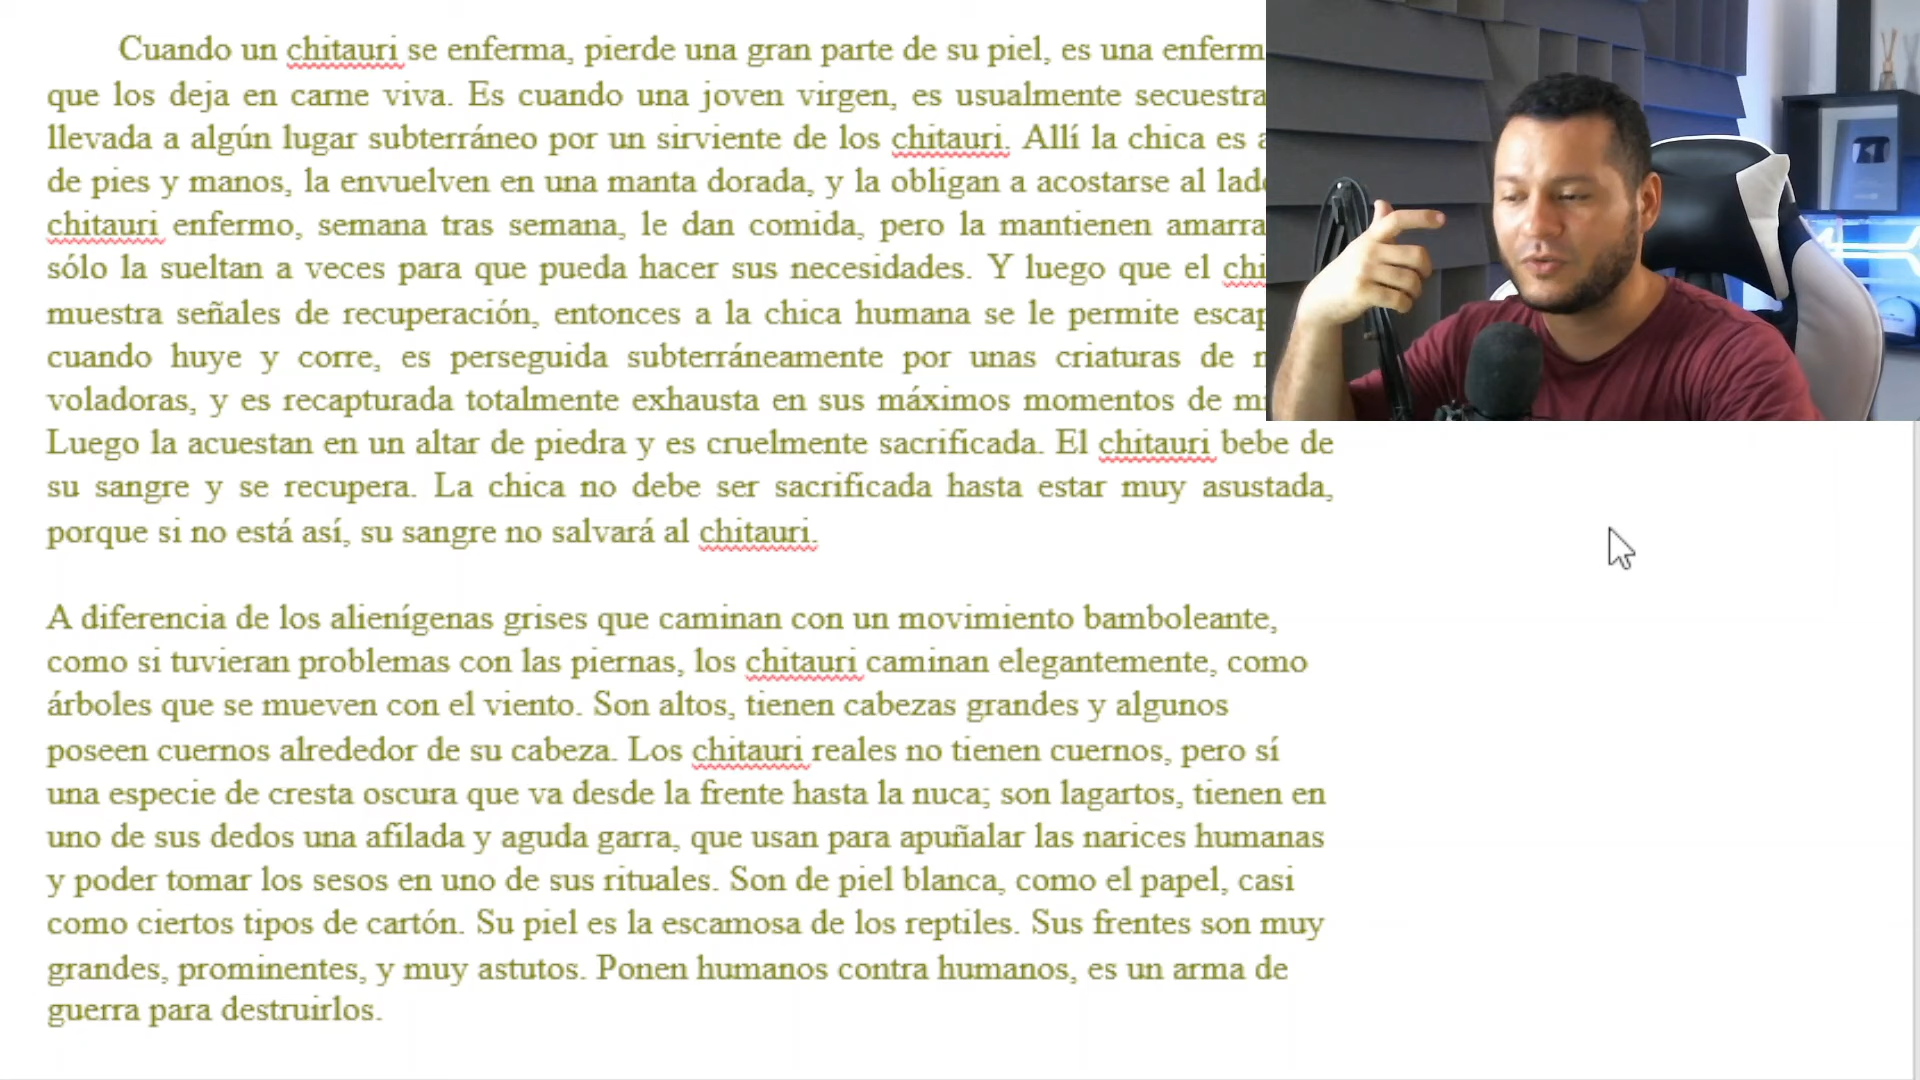 Cuando un chitauri se enferma, pierde una gran parte de su piel, es una
que los deja en carne viva. Es cuando una joven virgen, es usualmente
llevada a algún lugar subterráneo por un sirviente de los chitauri. Allí la chica es
de pies y manos, la envuelven en una manta dorada, y la obligan a acostarse al
chitauri enfermo, semana tras semana, le dan comida, pero la mantienen
sólo la sueltan a veces para que pueda hacer sus necesidades. Y luego que el
muestra señales de recuperación, entonces a la chica humana se le permite
cuando huye y corre, es perseguida subterráneamente por unas criaturas de
voladoras, y es recapturada totalmente exhausta en sus máximos momentos de
Luego la acuestan en un altar de piedra y es cruelmente sacrificada. El chitauri bebe de
su sangre y se recupera. La chica no debe ser sacrificada hasta estar muy asustada,
porque si no está así, su sangre no salvará al chitauri.
A diferencia de los alienígenas grises que caminan con un movimiento bamboleante,
como si tuvieran problemas con las piernas, los chitauri caminan elegantemente, como
árboles que se mueven con el viento. Son altos, tienen cabezas grandes y algunos
poseen cuernos alrededor de su cabeza. Los chitauri reales no tienen cuernos, pero sí
una especie de cresta oscura que va desde la frente hasta la nuca; son lagartos, tienen en
uno de sus dedos una afilada y aguda garra, que usan para apuñalar las narices humanas
y poder tomar los sesos en uno de sus rituales. Son de piel blanca, como el papel, casi
como ciertos tipos de cartón. Su piel es la escamosa de los reptiles. Sus frentes son muy
grandes, prominentes, y muy astutos. Ponen humanos contra humanos, es un arma de
guerra para destruirlos.